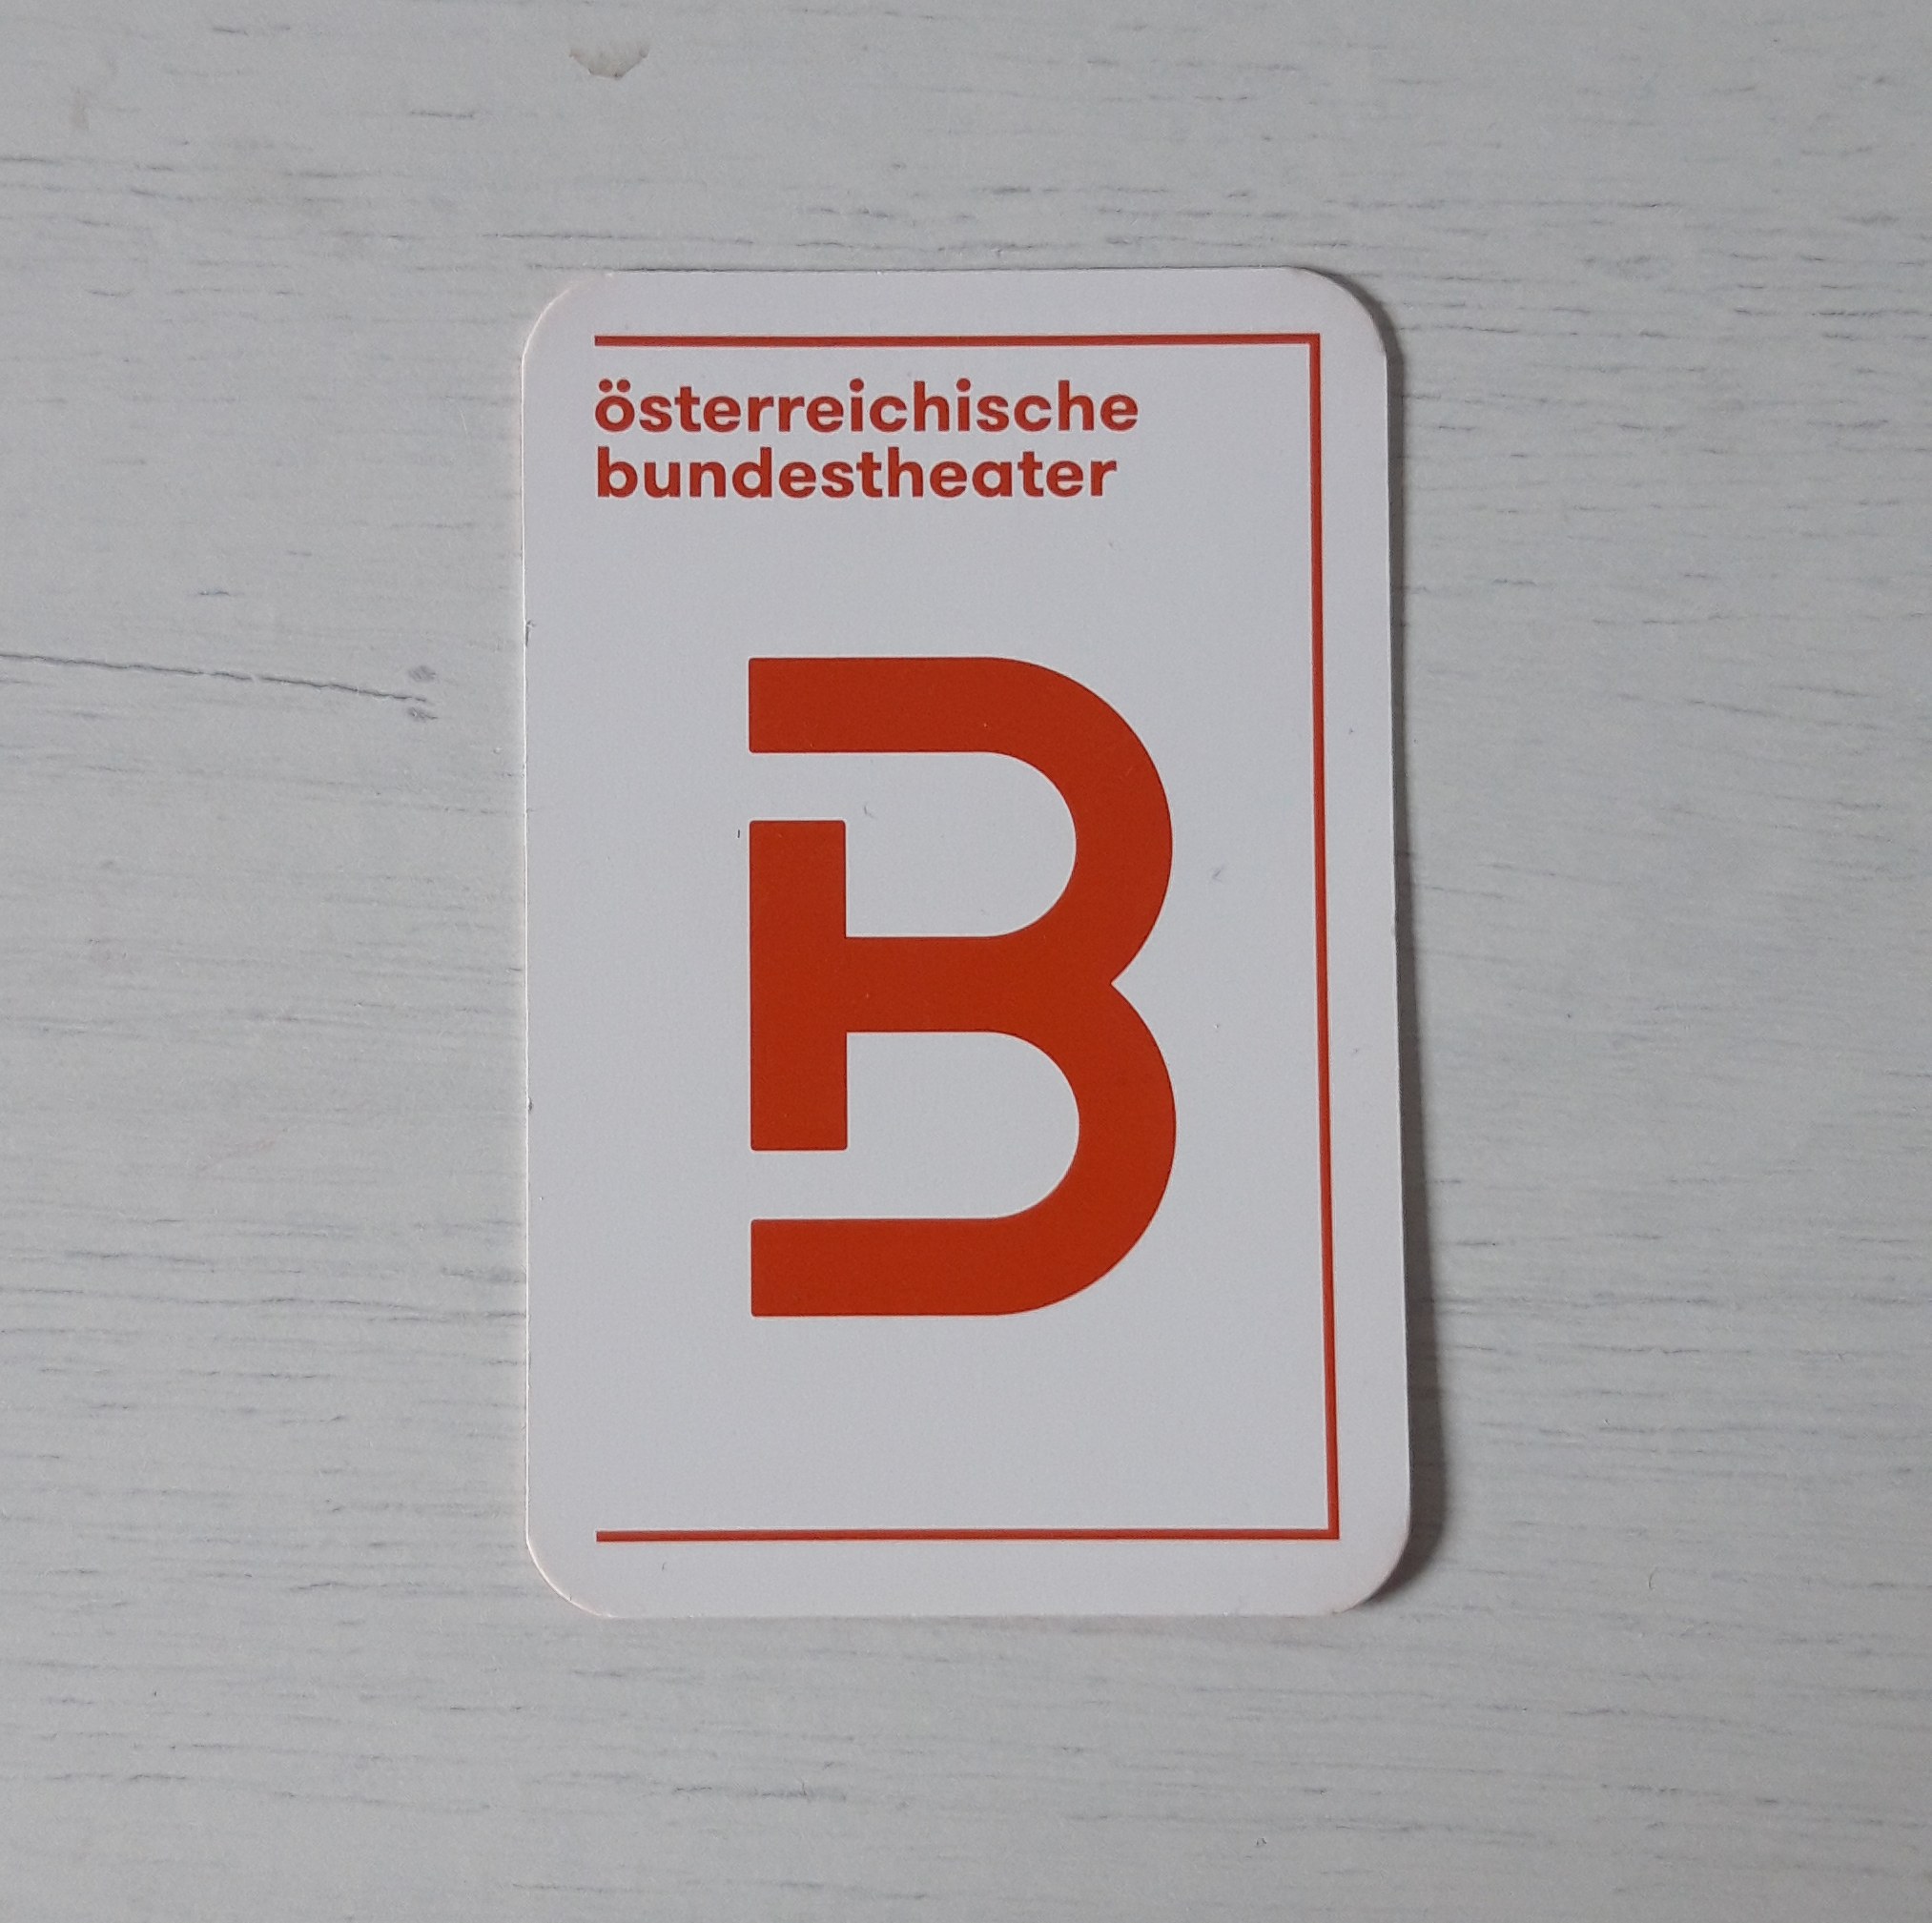 österreichische
bundestheater
B